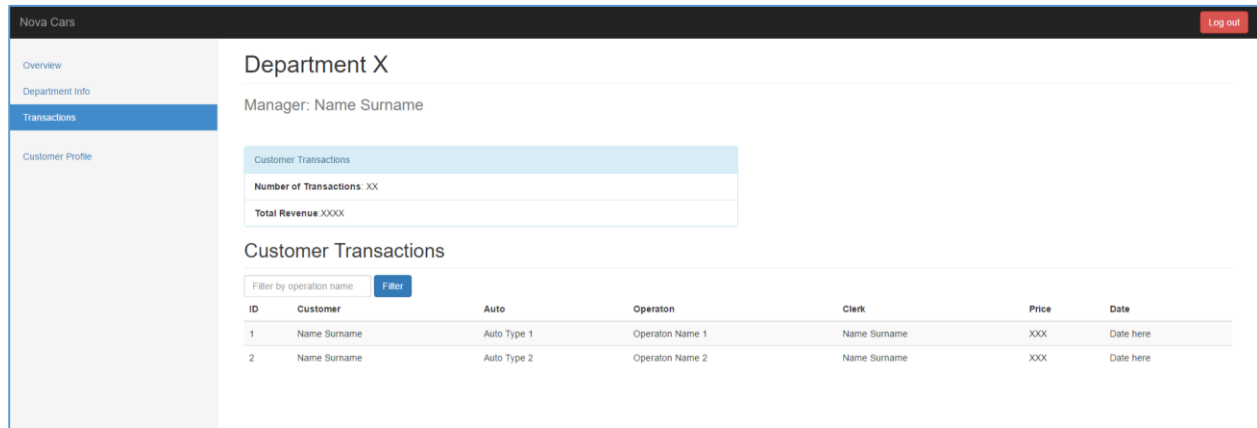 Nova Cars Log out
Overview
Department Info
Transactions
Customer Profile
Department X
Manager: Name Surname
Customer Transactions
Number of Transactions: XX
Total Revenue:XXXX
Customer Transactions
Filter by operation name Filter
ID Customer Auto Operaton Clerk Price Date
1 Name Surname Auto Type 1 Operaton Name 1 Name Surname XXX Date here
2 Name Surname Auto Type 2 Operaton Name 2 Name Surname XXX Date here